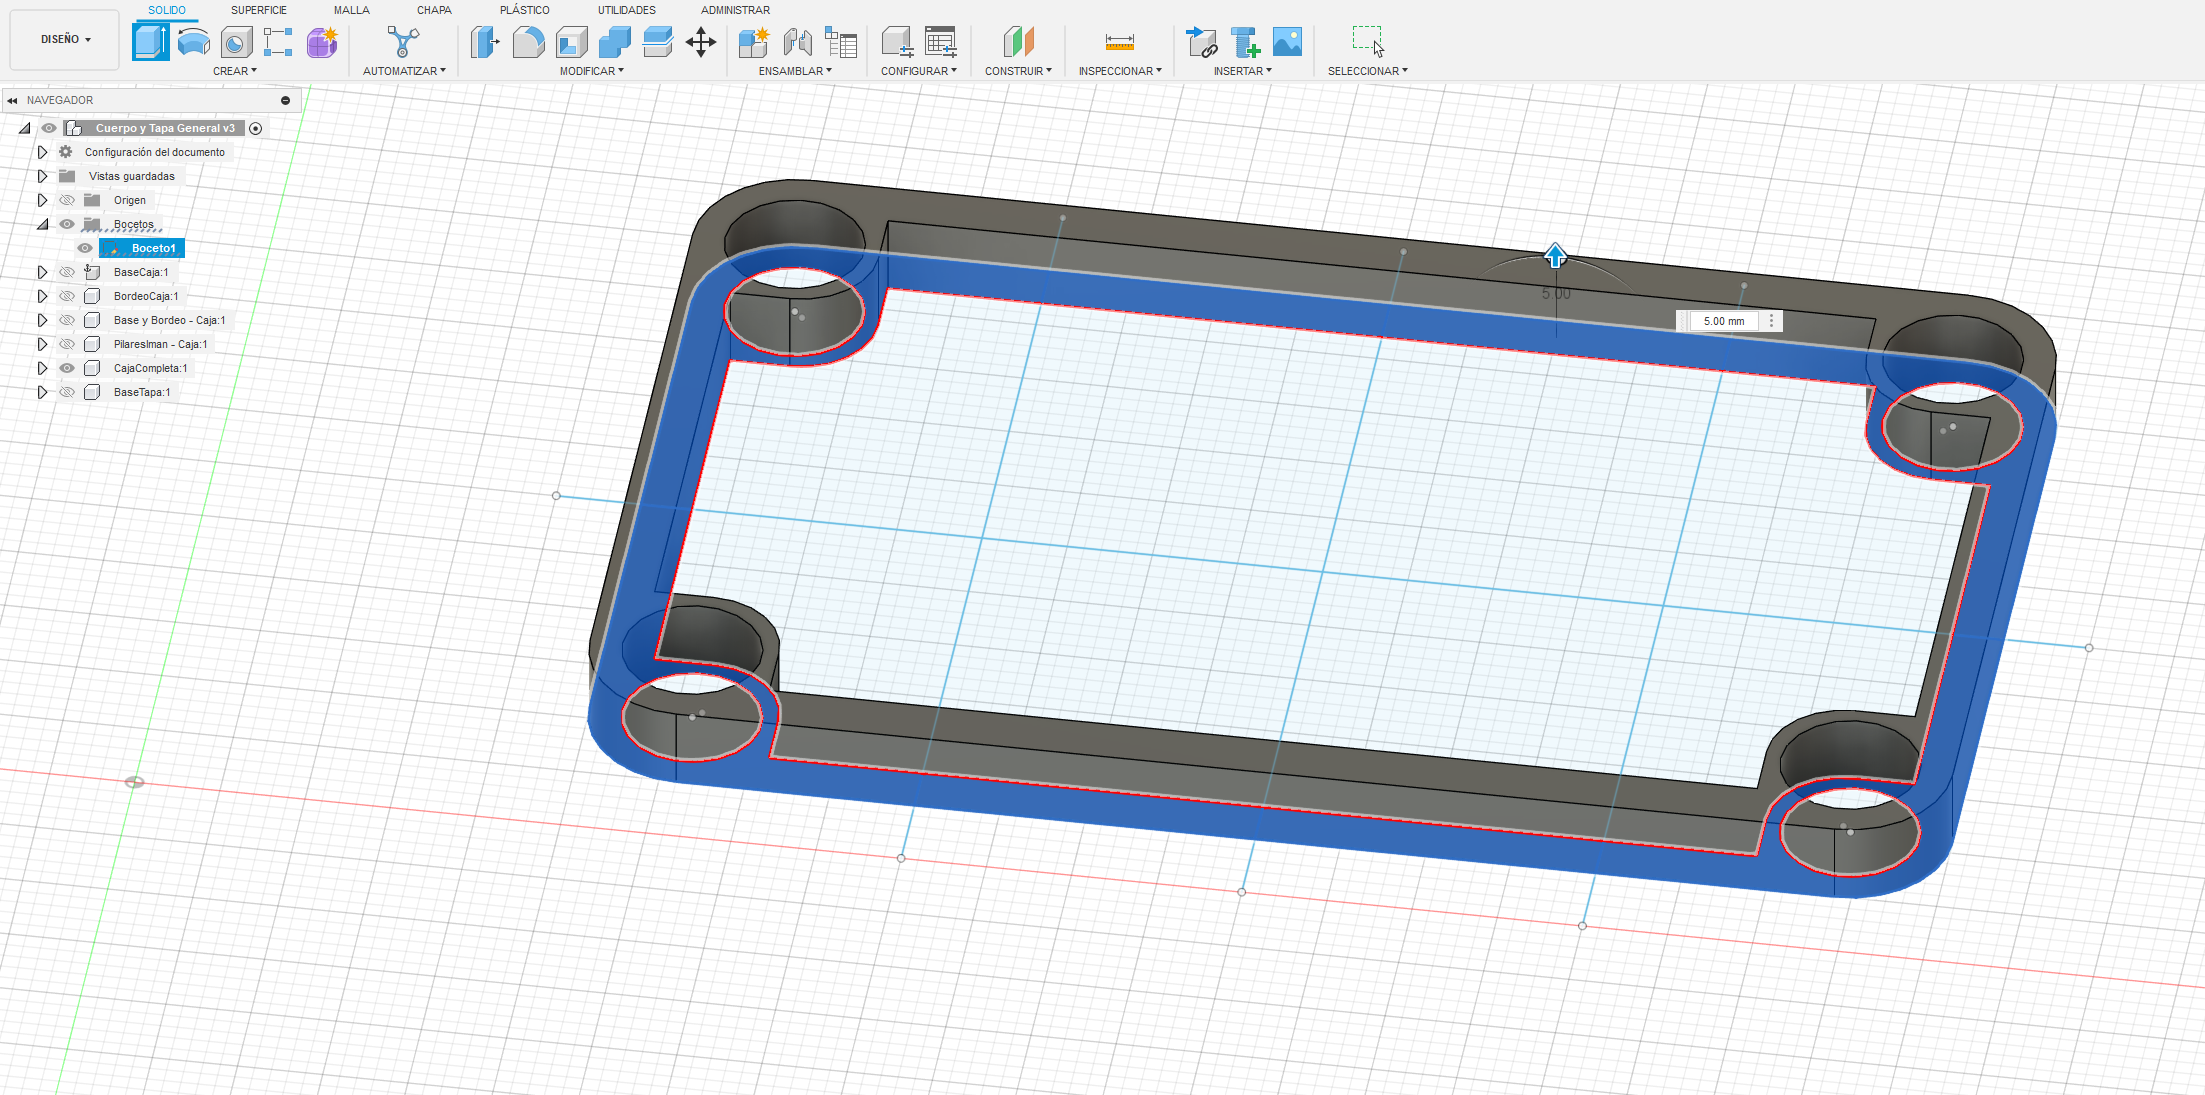 SOLIDO SUPERFICIE MALLA CHAPA PLÁSTICO UTILIDADES ADMINISTRAR
DISEÑO
CREAR AUTOMATIZAR MODIFICAR ENSAMBLAR CONFIGURAR CONSTRUIR INSPECCIONAR INSERTAR SELECCIONAR
NAVEGADOR
Cuerpo y Tapa General v3
Configuración del documento
Vistas guardadas
Origen
Bocetos
Boceto1
BaseCaja:1
BordeoCaja:1
Base y Bordeo - Caja:1
PilaresIman - Caja:1
CajaCompleta:1
BaseTapa:1
5.00
5.00 mm